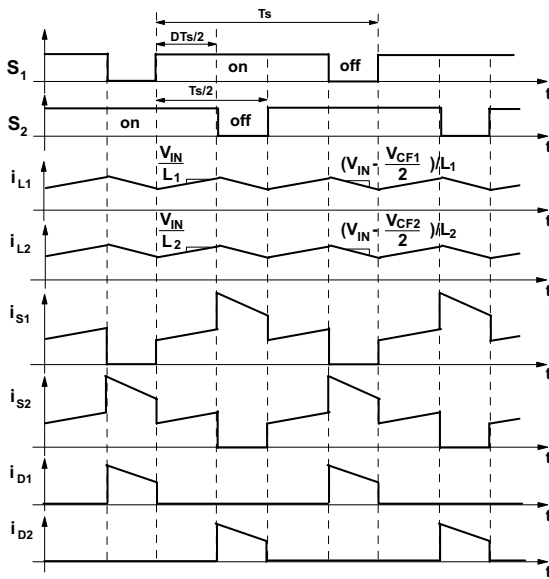 Ts
DTs/2
S1 on off t
Ts/2
S2 on off t
iL1 VIN/L1 (VIN - VCF1/2)/L1 t
iL2 VIN/L2 (VIN - VCF2/2)/L2 t
iS1 t
iS2 t
iD1 t
iD2 t